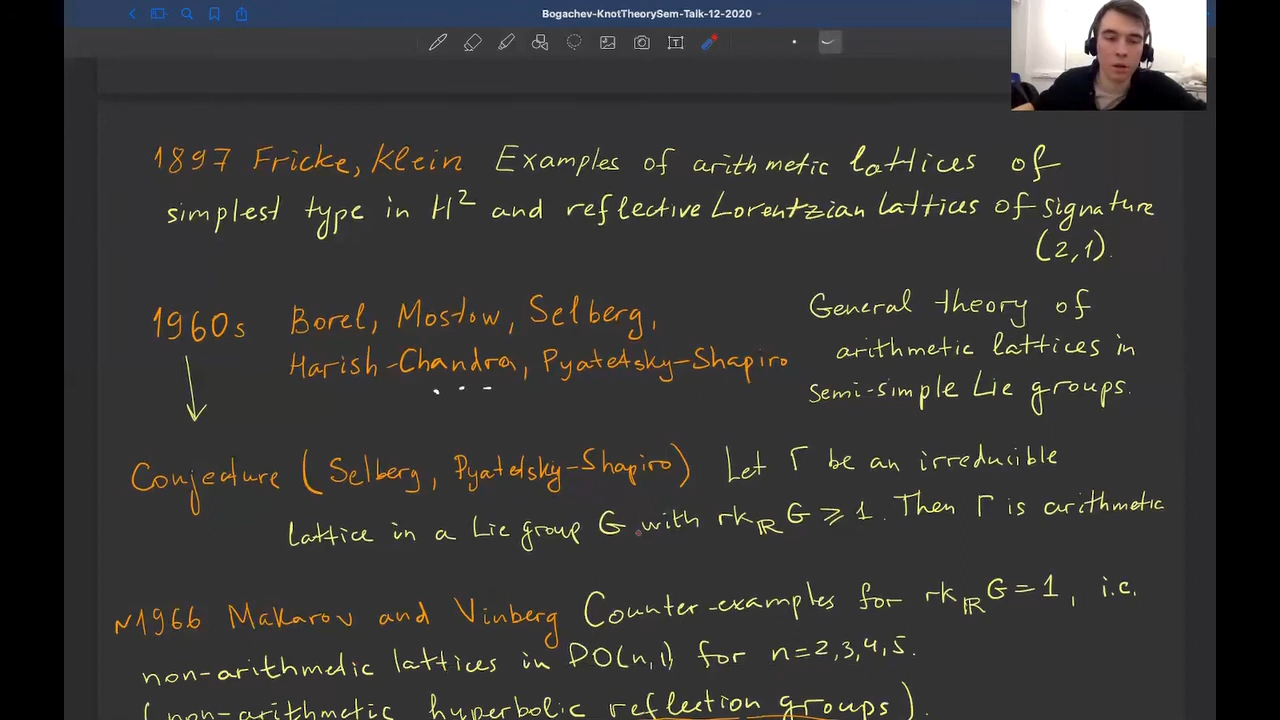 Bogachev-KnotTheorySem-Talk-12-2020
1897 Fricke, Klein Examples of arithmetic lattices of
simplest type in H² and reflective Lorentzian lattices of signature
(2,1).
1960s Borel, Mostow, Selberg,
Harish-Chandra, Pyatetsky-Shapiro
...
General theory of
arithmetic lattices in
semi-simple Lie groups.
Conjecture (Selberg, Pyatetsky-Shapiro) Let Γ be an irreducible
lattice in a Lie group G with rk_ℝ G ⩾ 1. Then Γ is arithmetic
~1966 Makarov and Vinberg Counter-examples for rk_ℝ G = 1, i.e.
non-arithmetic lattices in PO(n,1) for n=2,3,4,5.
(non-arithmetic hyperbolic reflection groups).